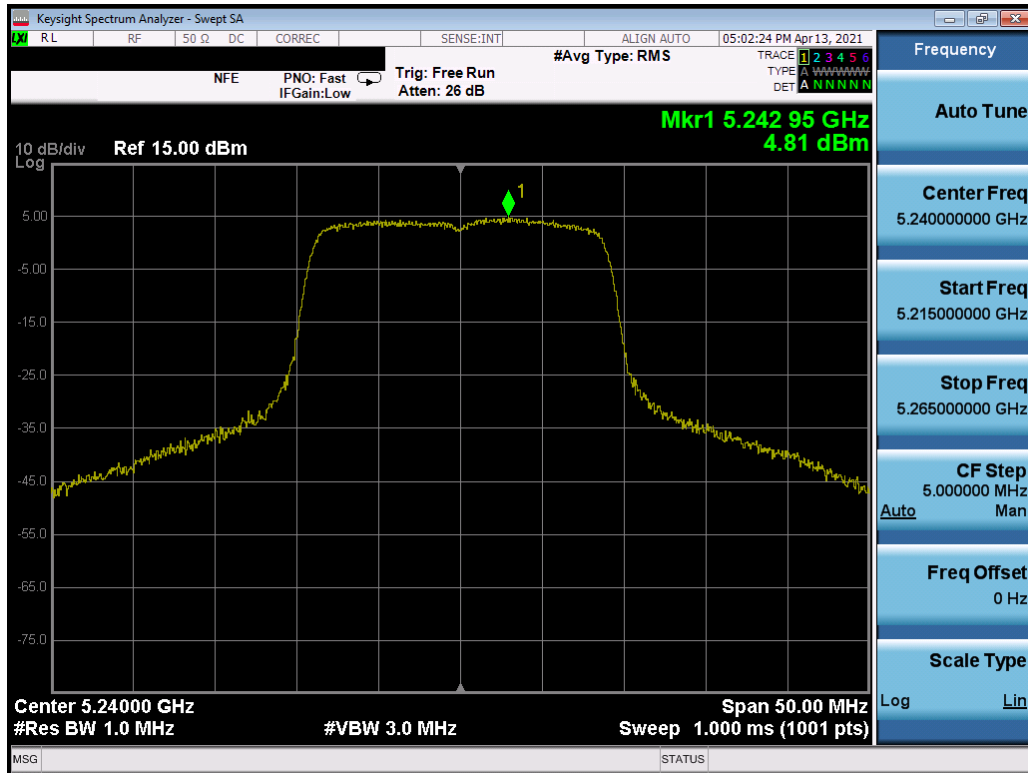 Keysight Spectrum Analyzer - Swept SA
LXI RL RF 50 Ω DC CORREC SENSE:INT ALIGN AUTO 05:02:24 PM Apr 13, 2021
#Avg Type: RMS
TRACE 1 2 3 4 5 6
TYPE A WWWWW
DET A N N N N N
NFE
PNO: Fast
IFGain:Low
Trig: Free Run
Atten: 26 dB
Mkr1 5.242 95 GHz
4.81 dBm
10 dB/div
Log
Ref 15.00 dBm
1
5.00
-5.00
-15.0
-25.0
-35.0
-45.0
-55.0
-65.0
-75.0
Center 5.24000 GHz
Span 50.00 MHz
#Res BW 1.0 MHz
#VBW 3.0 MHz
Sweep 1.000 ms (1001 pts)
MSG
STATUS
Frequency
Auto Tune
Center Freq
5.240000000 GHz
Start Freq
5.215000000 GHz
Stop Freq
5.265000000 GHz
CF Step
5.000000 MHz
Auto Man
Freq Offset
0 Hz
Scale Type
Log Lin